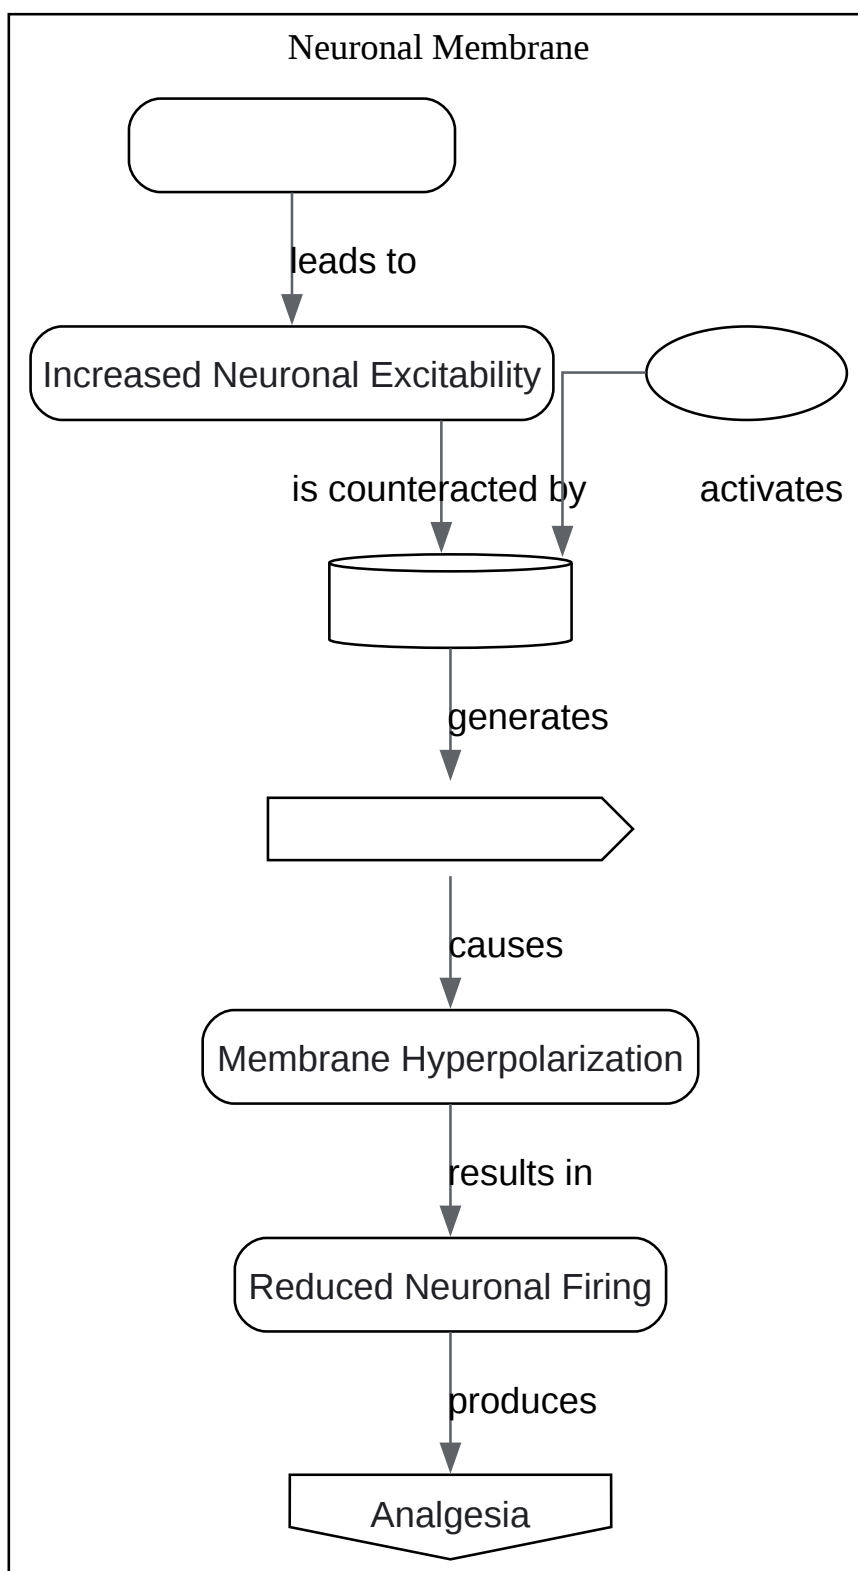 Neuronal Membrane
leads to
Increased Neuronal Excitability
is counteracted by
activates
generates
causes
Membrane Hyperpolarization
results in
Reduced Neuronal Firing
produces
Analgesia